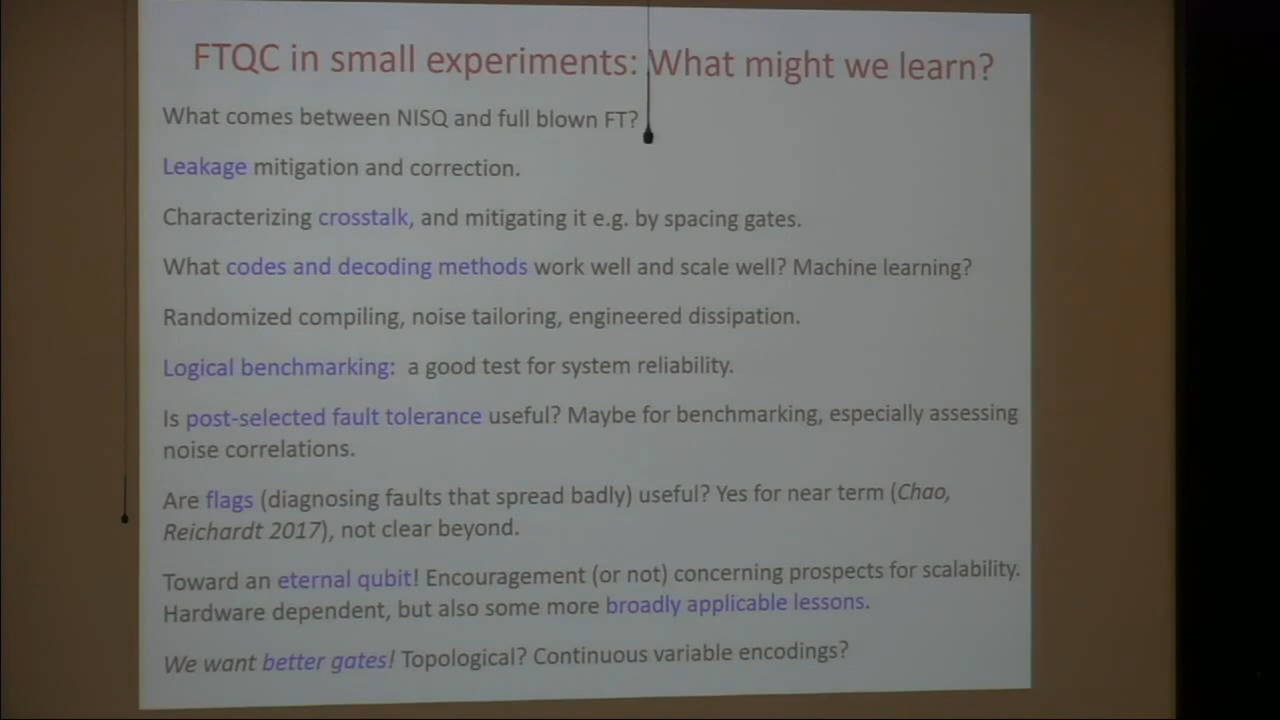 FTQC in small experiments: What might we learn?
What comes between NISQ and full blown FT?
Leakage mitigation and correction.
Characterizing crosstalk, and mitigating it e.g. by spacing gates.
What codes and decoding methods work well and scale well? Machine learning?
Randomized compiling, noise tailoring, engineered dissipation.
Logical benchmarking: a good test for system reliability.
Is post-selected fault tolerance useful? Maybe for benchmarking, especially assessing
noise correlations.
Are flags (diagnosing faults that spread badly) useful? Yes for near term (Chao,
Reichardt 2017), not clear beyond.
Toward an eternal qubit! Encouragement (or not) concerning prospects for scalability.
Hardware dependent, but also some more broadly applicable lessons.
We want better gates! Topological? Continuous variable encodings?